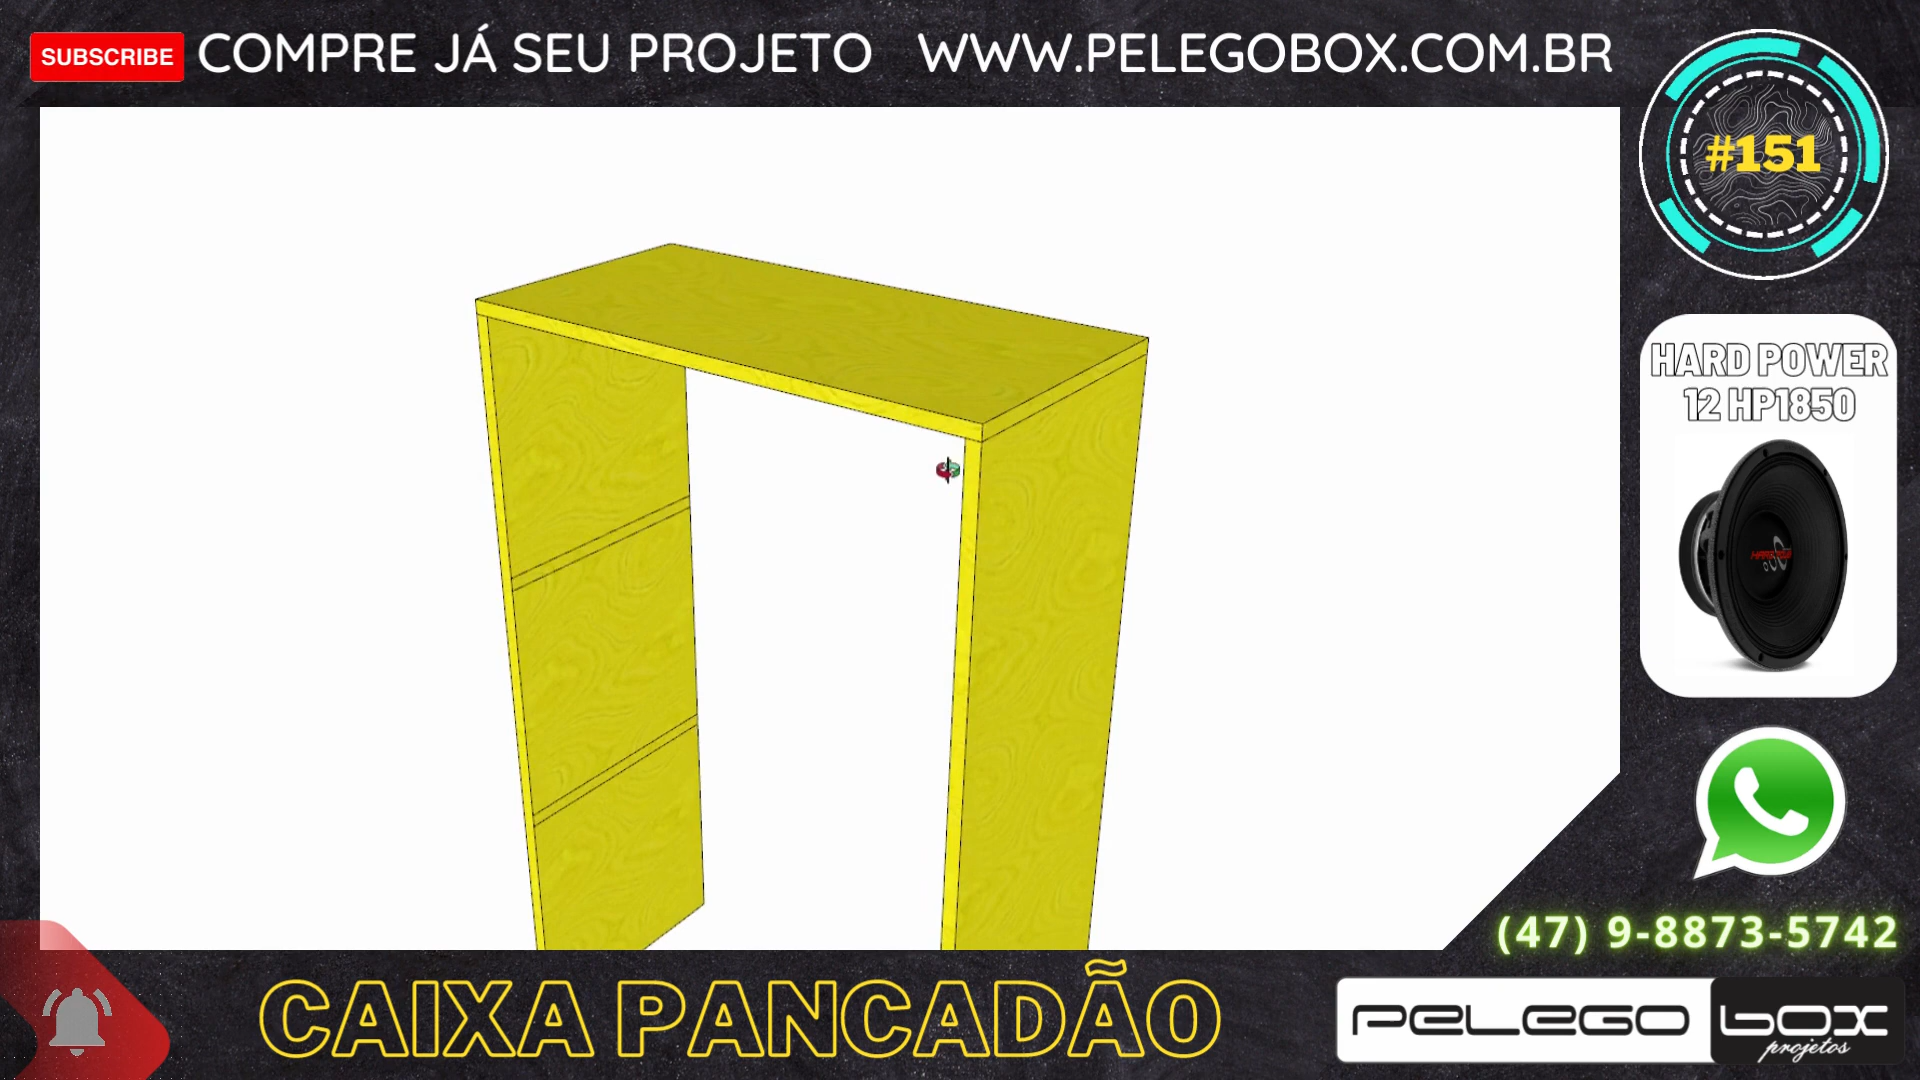 SUBSCRIBE COMPRE JÁ SEU PROJETO WWW.PELEGOBOX.COM.BR
#151
HARD POWER
12 HP1850
(47) 9-8873-5742
CAIXA PANCADÃO
PELEGO box
projetos